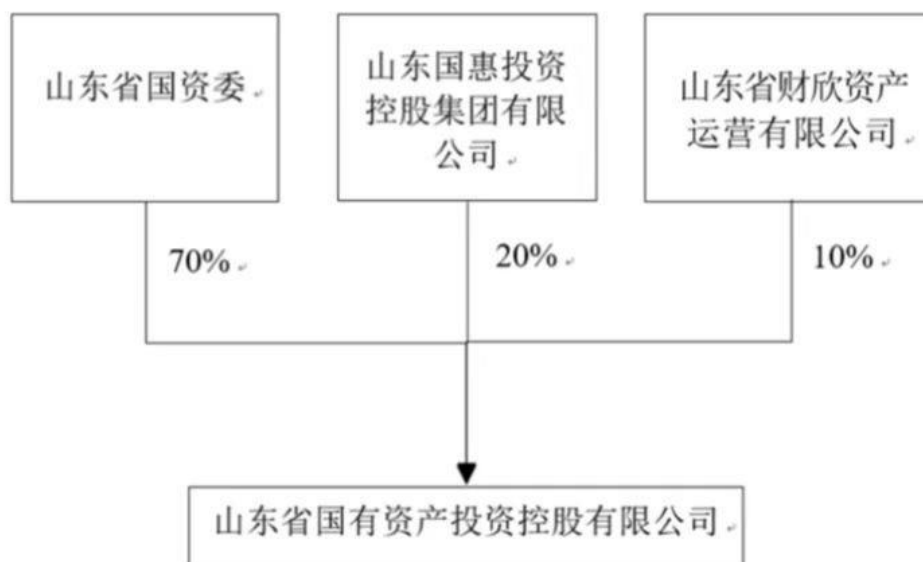 山东省国资委
山东国惠投资
控股集团有限
公司
山东省财欣资产
运营有限公司
70%
20%
10%
山东省国有资产投资控股有限公司